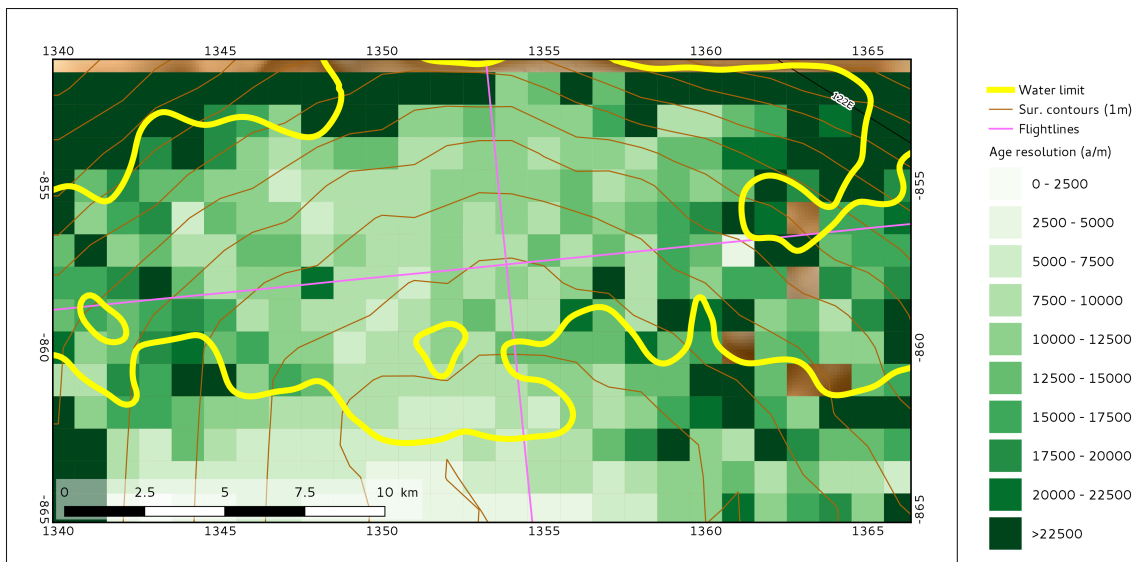 1340 1345 1350 1355 1360 1365
122E
-855 -855
-860 -860
-865 -865
0 2.5 5 7.5 10 km
1340 1345 1350 1355 1360 1365
Water limit
Sur. contours (1m)
Flightlines
Age resolution (a/m)
0 - 2500
2500 - 5000
5000 - 7500
7500 - 10000
10000 - 12500
12500 - 15000
15000 - 17500
17500 - 20000
20000 - 22500
>22500